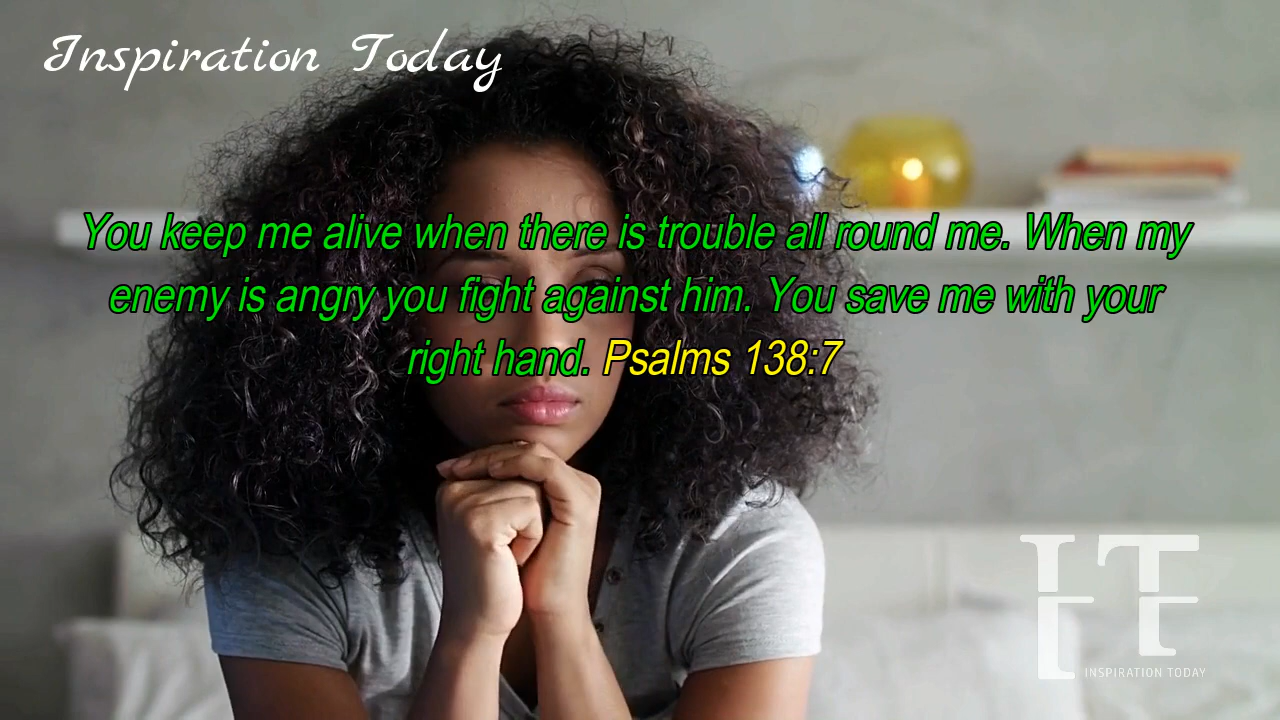 Inspiration Today
You keep me alive when there is trouble all round me. When my
enemy is angry you fight against him. You save me with your
right hand. Psalms 138:7
IT
INSPIRATION TODAY